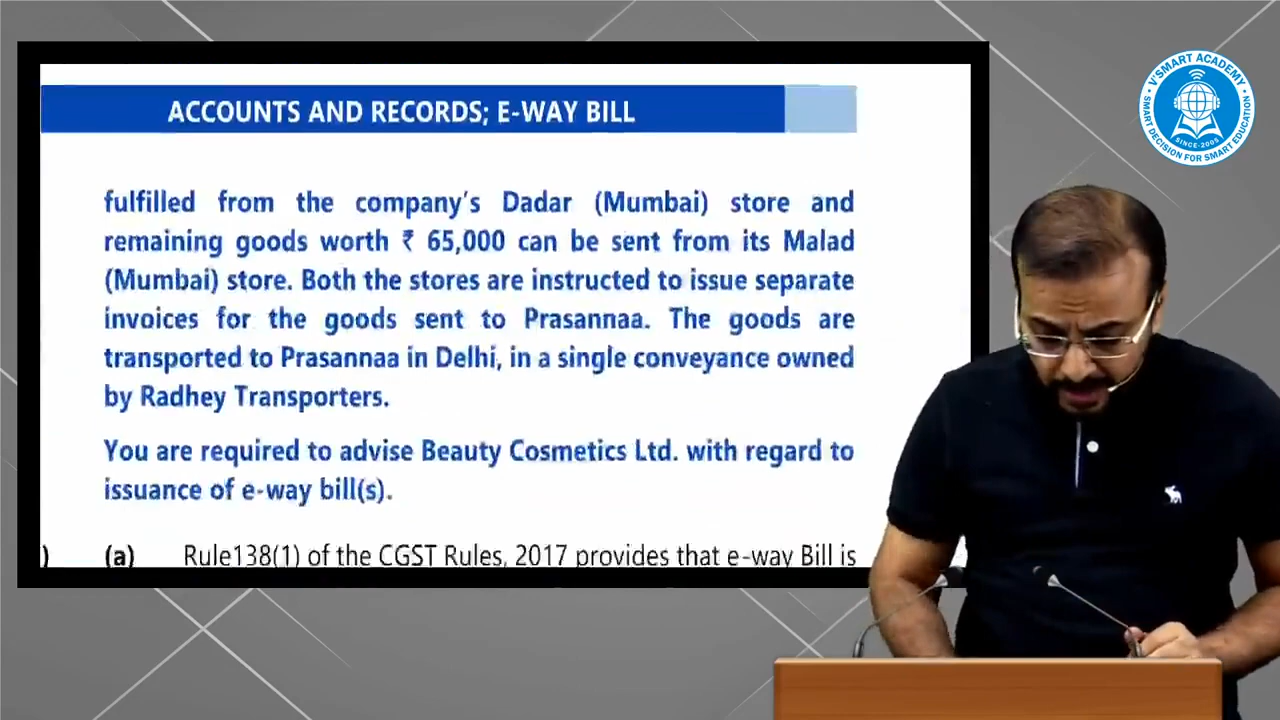 ACCOUNTS AND RECORDS; E-WAY BILL
fulfilled from the company's Dadar (Mumbai) store and
remaining goods worth ₹ 65,000 can be sent from its Malad
(Mumbai) store. Both the stores are instructed to issue separate
invoices for the goods sent to Prasannaa. The goods are
transported to Prasannaa in Delhi, in a single conveyance owned
by Radhey Transporters.
You are required to advise Beauty Cosmetics Ltd. with regard to
issuance of e-way bill(s).
) (a) Rule138(1) of the CGST Rules, 2017 provides that e-way Bill is
V'SMART ACADEMY
SINCE-2005
SMART DECISION FOR SMART EDUCATION